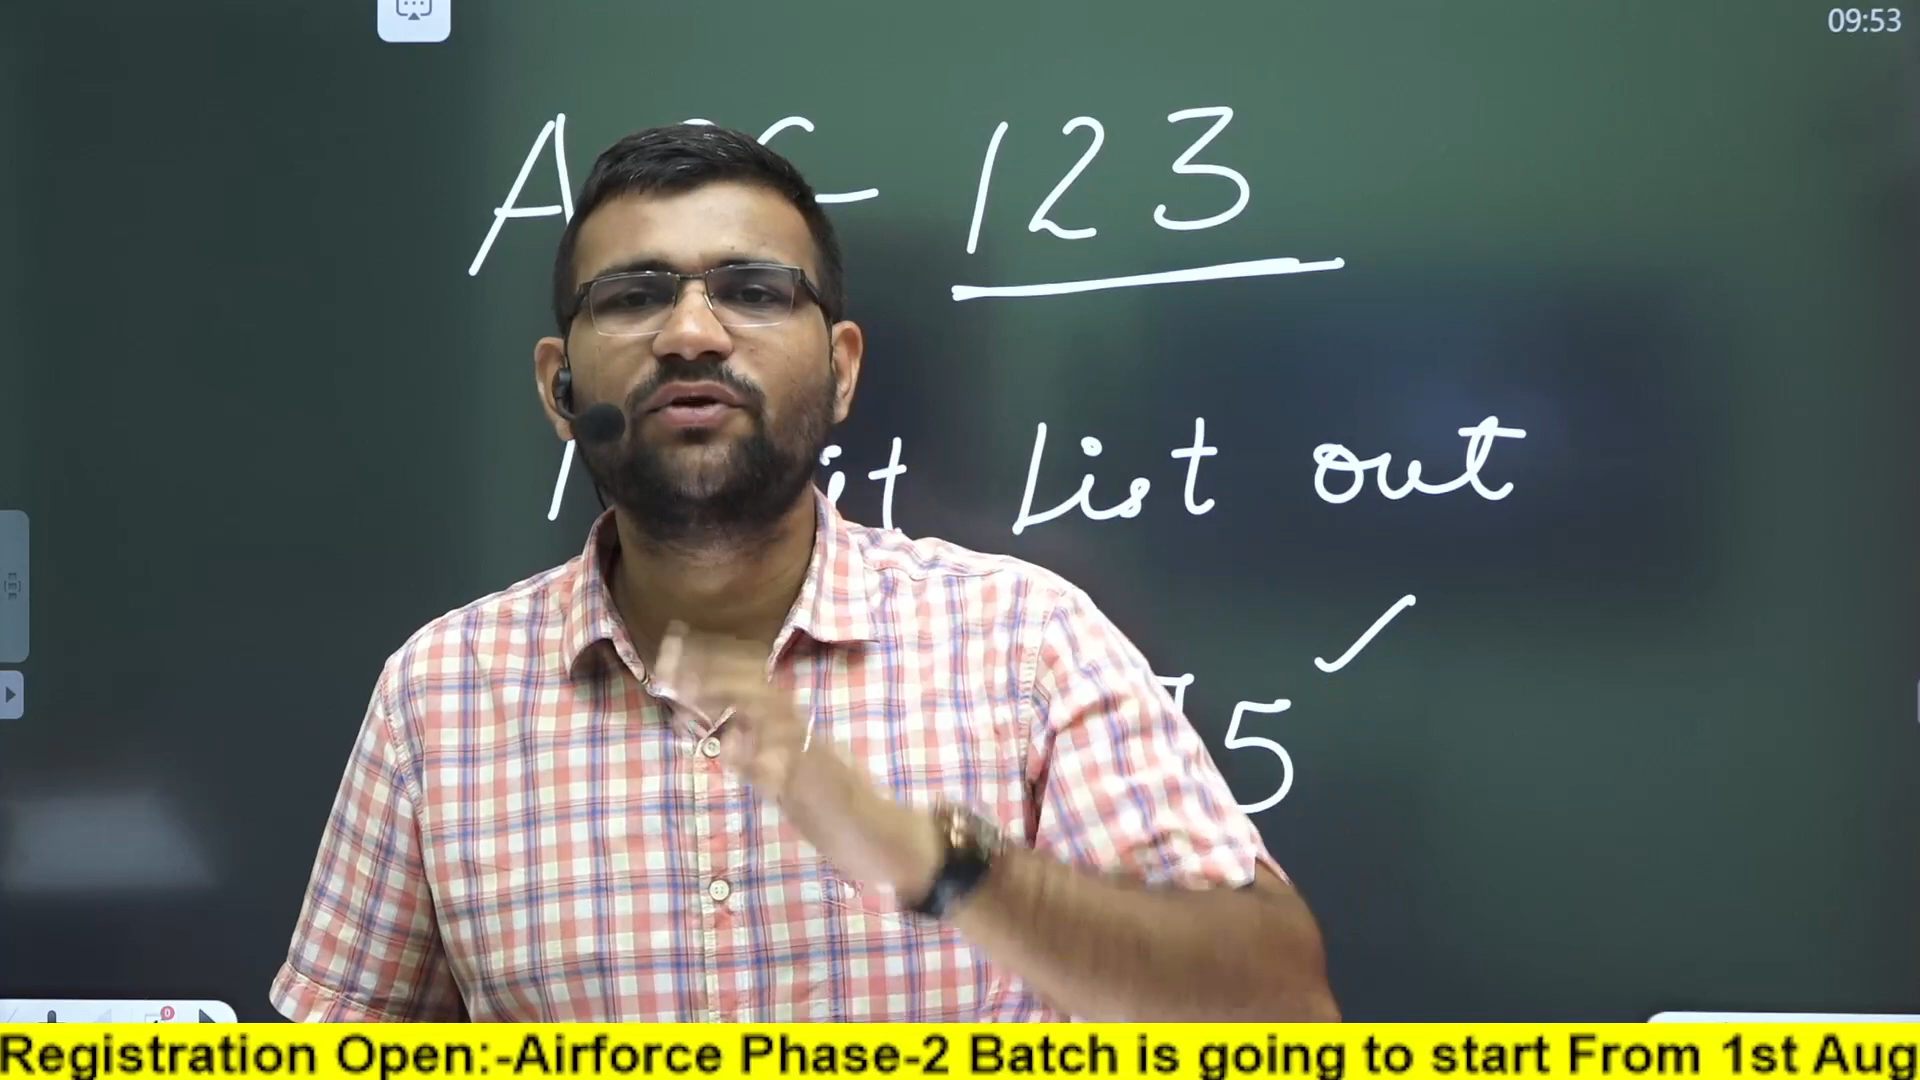 09:53
123
List out
5
Registration Open:-Airforce Phase-2 Batch is going to start From 1st Aug